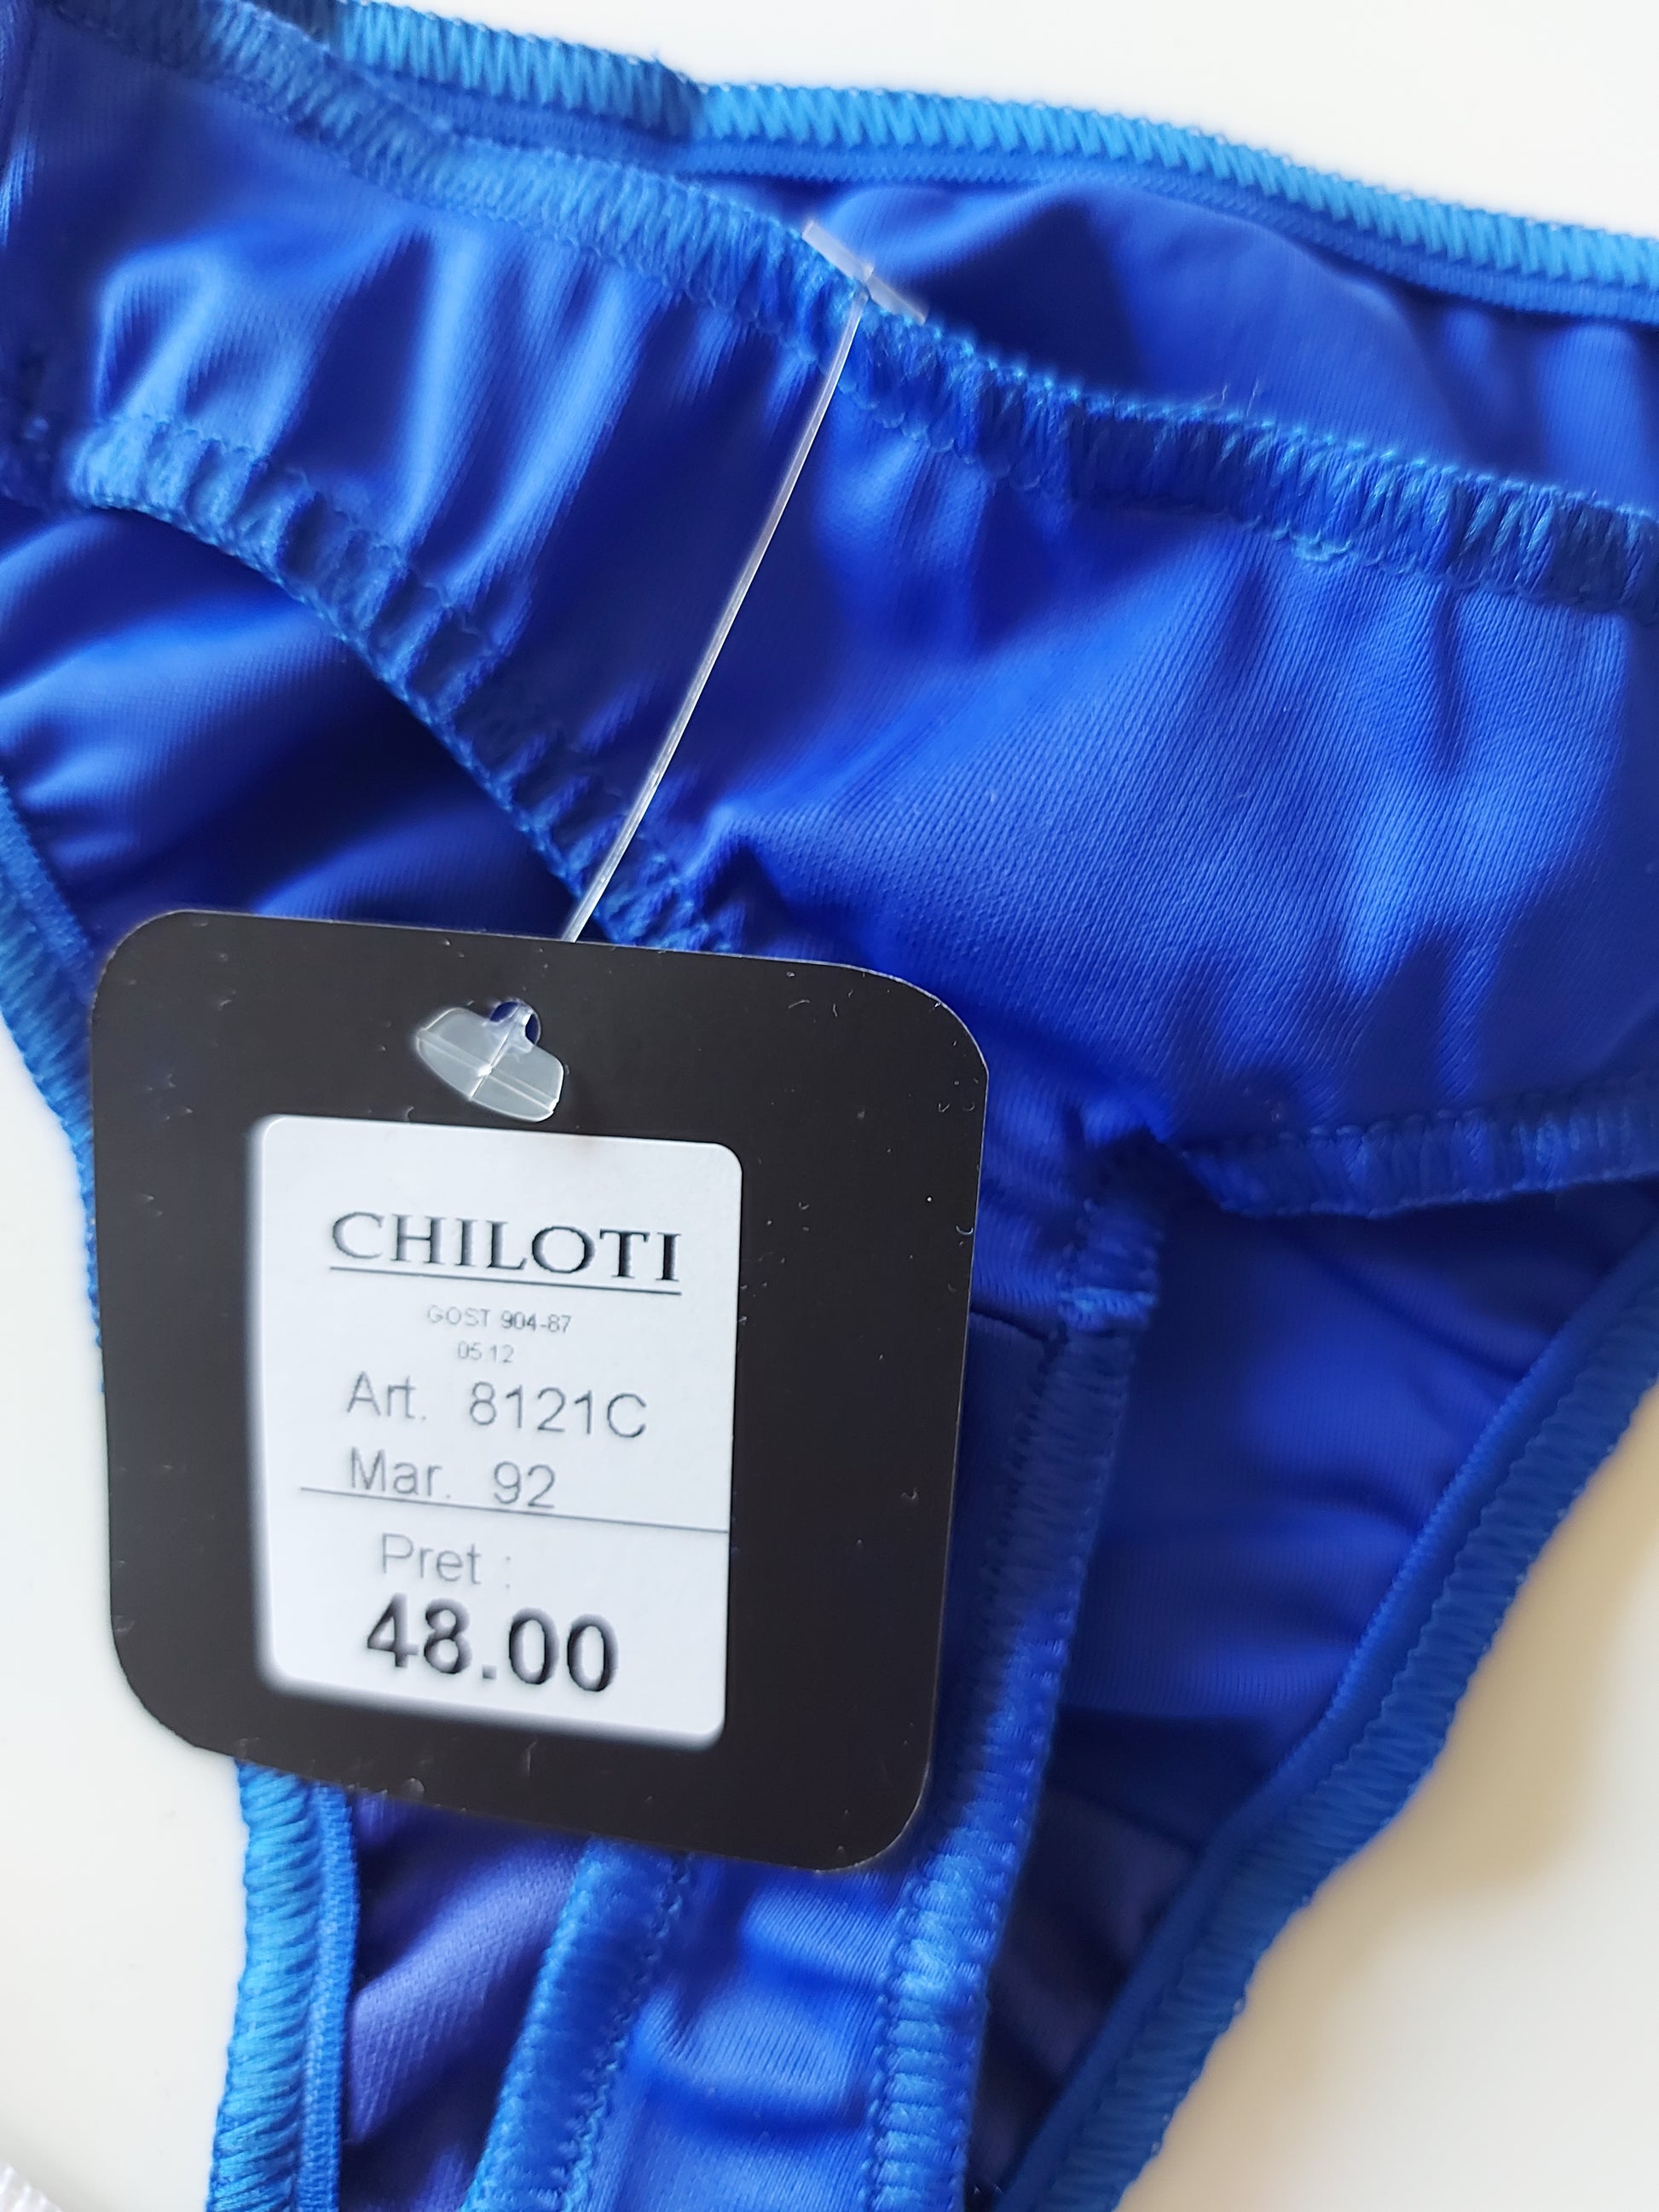 CHILOTI
GOST 904-87
05 12
Art. 8121C
Mar. 92
Pret :
48.00